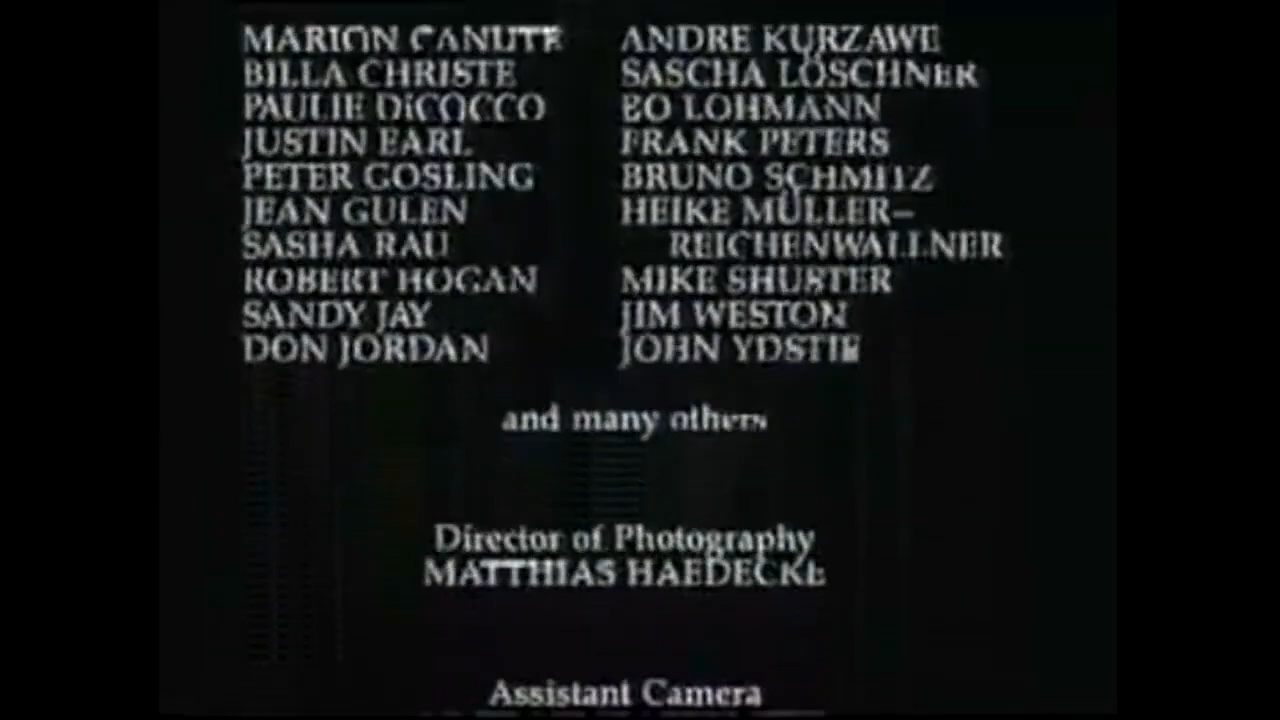 MARION CANUTE
BILLA CHRISTE
PAULIE DiCOCCO
JUSTIN EARL
PETER GOSLING
JEAN GULEN
SASHA RAU
ROBERT HOGAN
SANDY JAY
DON JORDAN
ANDRE KURZAWE
SASCHA LÖSCHNER
BO LOHMANN
FRANK PETERS
BRUNO SCHMITZ
HEIKE MÜLLER–
REICHENWALLNER
MIKE SHUSTER
JIM WESTON
JOHN YDSTIE
and many others
Director of Photography
MATTHIAS HAEDECKE
Assistant Camera